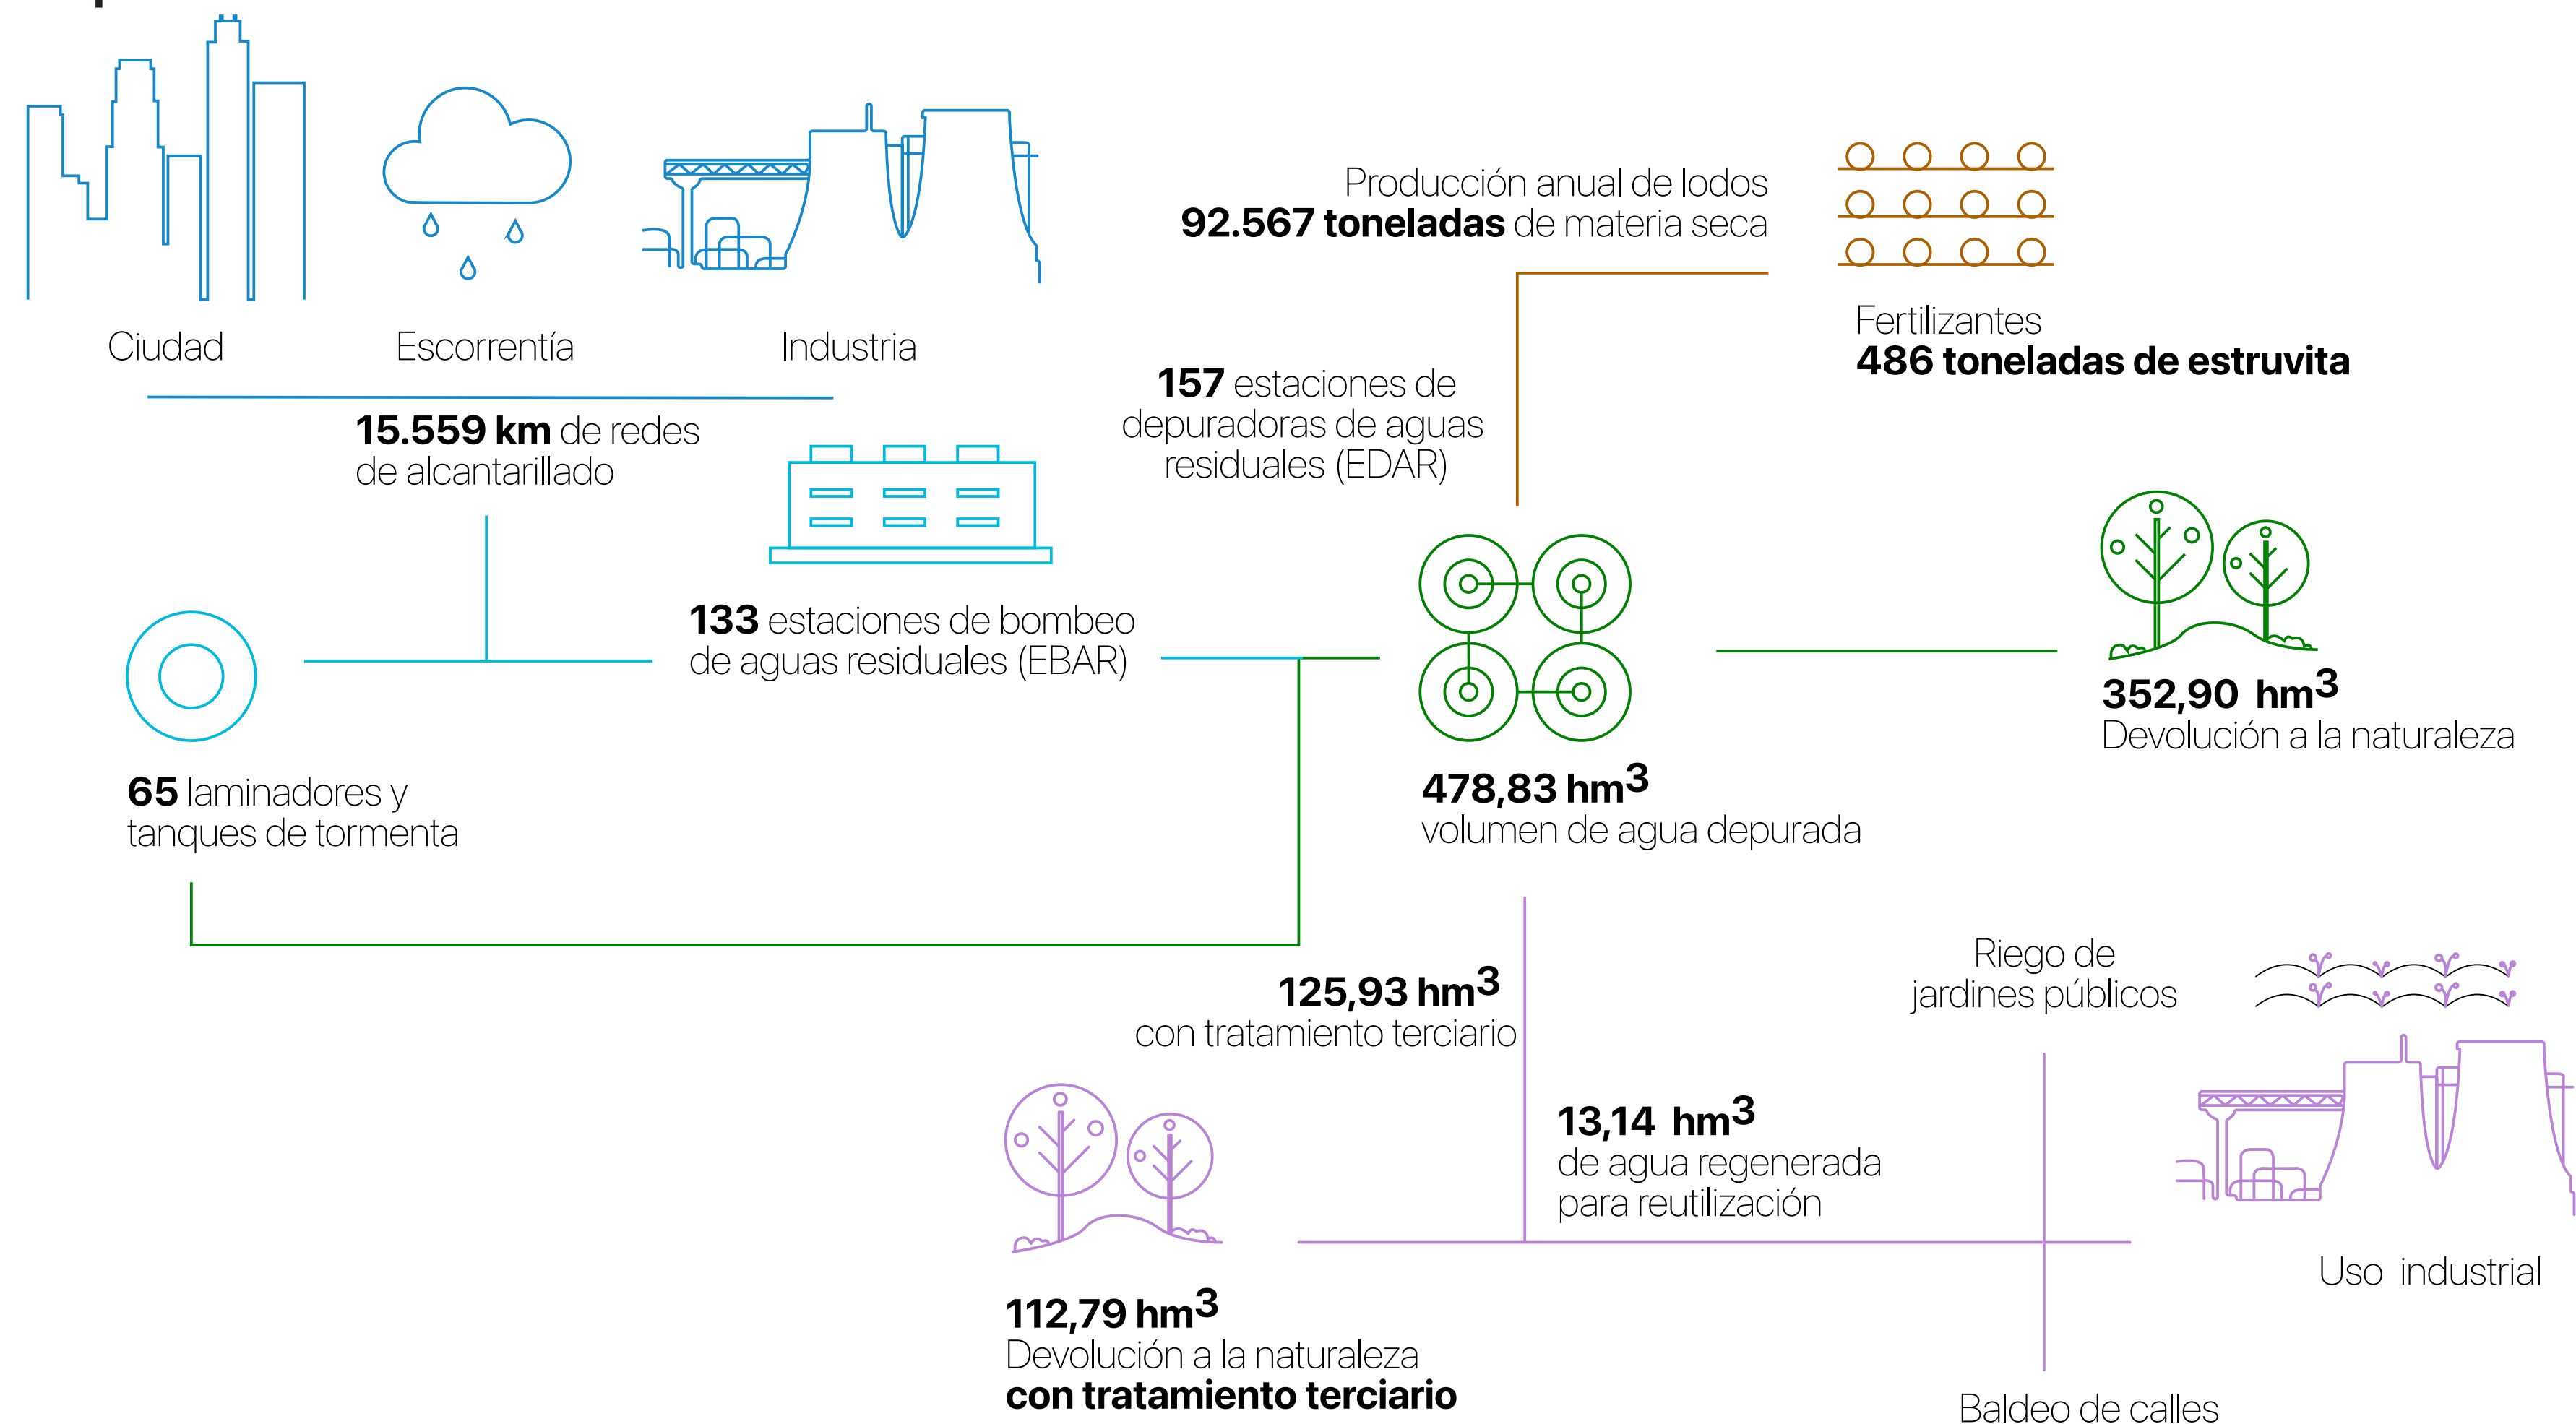 Ciudad
Escorrentía
Industria
15.559 km de redes
de alcantarillado
133 estaciones de bombeo
de aguas residuales (EBAR)
65 laminadores y
tanques de tormenta
157 estaciones de
depuradoras de aguas
residuales (EDAR)
Producción anual de lodos
92.567 toneladas de materia seca
Fertilizantes
486 toneladas de estruvita
478,83 hm³
volumen de agua depurada
352,90 hm³
Devolución a la naturaleza
125,93 hm³
con tratamiento terciario
13,14 hm³
de agua regenerada
para reutilización
112,79 hm³
Devolución a la naturaleza
con tratamiento terciario
Riego de
jardines públicos
Uso industrial
Baldeo de calles